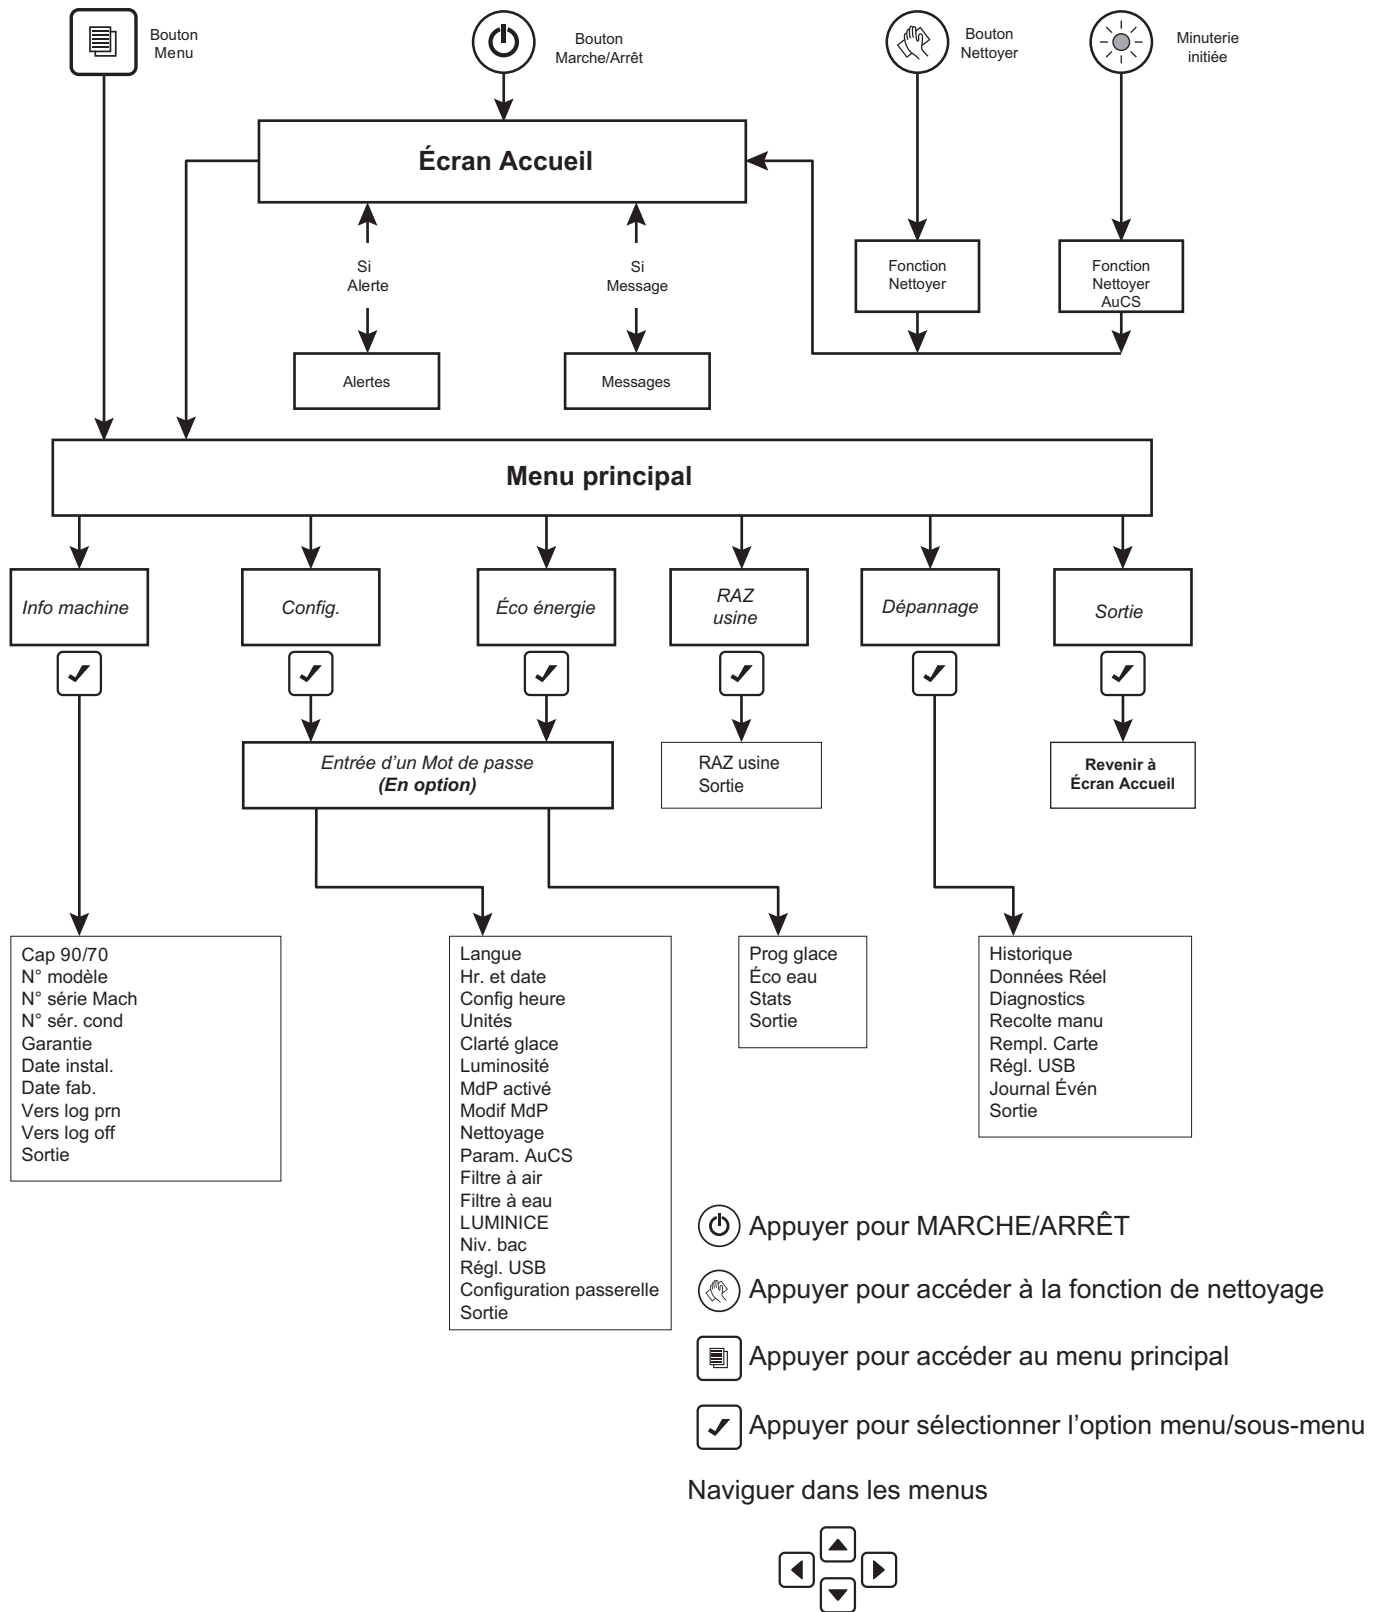 Bouton
Menu
Bouton
Marche/Arrêt
Bouton
Nettoyer
Minuterie
initiée
Écran Accueil
Si
Alerte
Si
Message
Fonction
Nettoyer
Fonction
Nettoyer
AuCS
Alertes
Messages
Menu principal
Info machine
Config.
Éco énergie
RAZ
usine
Dépannage
Sortie
Entrée d'un Mot de passe
(En option)
RAZ usine
Sortie
Revenir à
Écran Accueil
Cap 90/70
N° modèle
N° série Mach
N° sér. cond
Garantie
Date instal.
Date fab.
Vers log prn
Vers log off
Sortie
Langue
Hr. et date
Config heure
Unités
Clarté glace
Luminosité
MdP activé
Modif MdP
Nettoyage
Param. AuCS
Filtre à air
Filtre à eau
LUMINICE
Niv. bac
Régl. USB
Configuration passerelle
Sortie
Prog glace
Éco eau
Stats
Sortie
Historique
Données Réel
Diagnostics
Recolte manu
Rempl. Carte
Régl. USB
Journal Évén
Sortie
Appuyer pour MARCHE/ARRÊT
Appuyer pour accéder à la fonction de nettoyage
Appuyer pour accéder au menu principal
Appuyer pour sélectionner l'option menu/sous-menu
Naviguer dans les menus